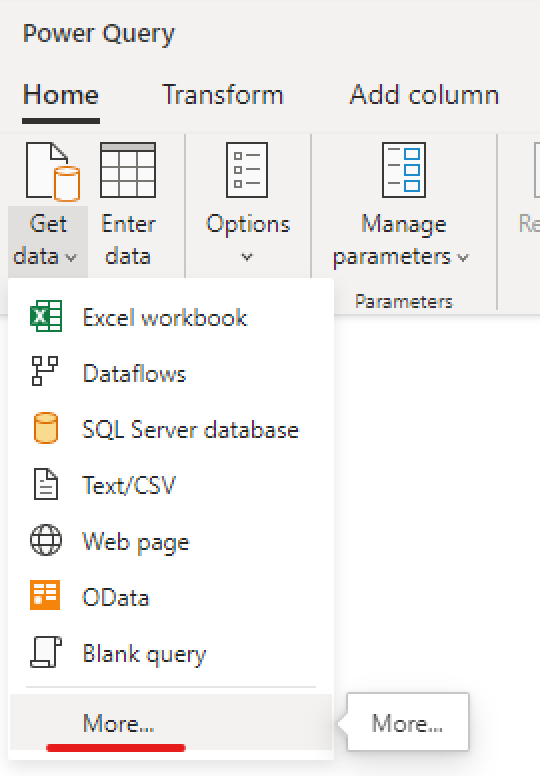 Power Query
Home Transform Add column
Get data
Enter data
Options
Manage parameters
Re
Parameters
Excel workbook
Dataflows
SQL Server database
Text/CSV
Web page
OData
Blank query
More...
More...